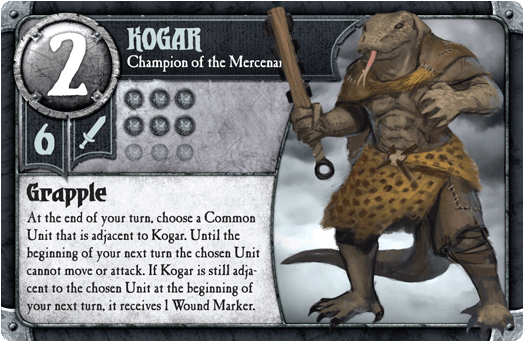 2
KOGAR
Champion of the
6
Grapple
At the end of your turn, choose a Common
Unit that is adjacent to Kogar. Until the
beginning of your next turn the chosen Unit
cannot move or attack. If Kogar is still adja-
cent to the chosen Unit at the beginning of
your next turn, it receives 1 Wound Marker.